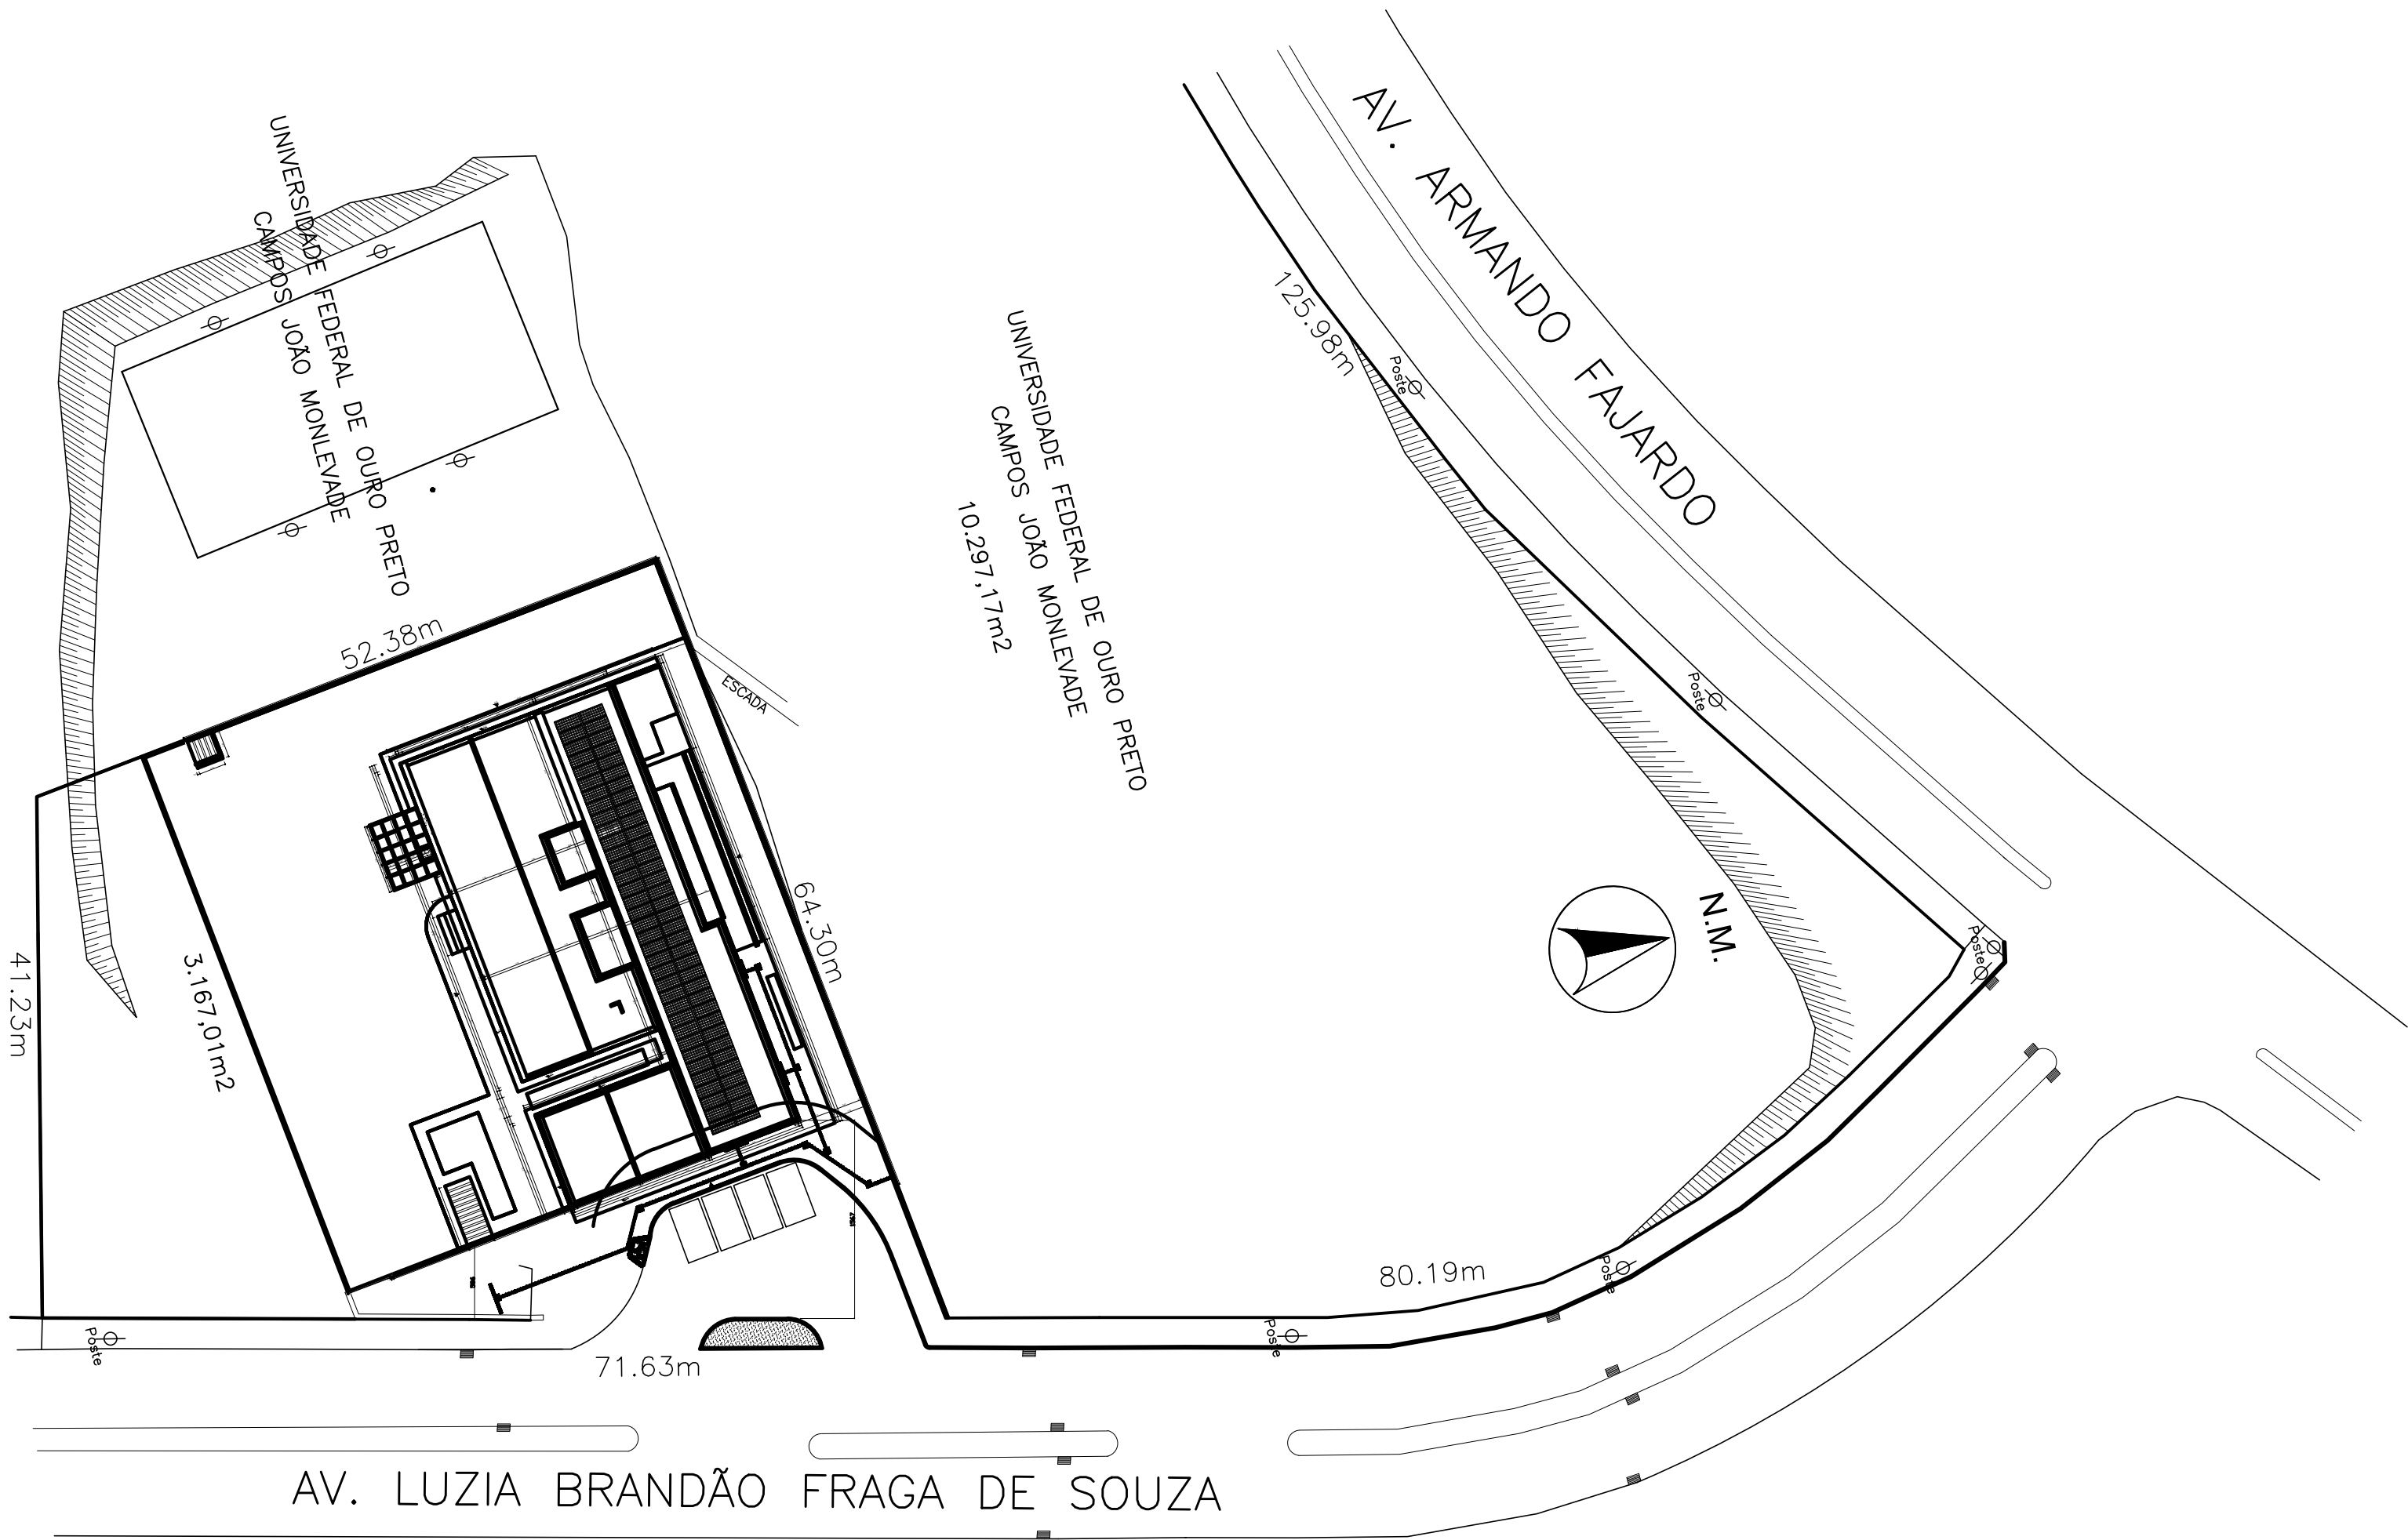 AV. ARMANDO FAJARDO
UNIVERSIDADE FEDERAL DE OURO PRETO
CAMPOS JOÃO MONLEVADE
UNIVERSIDADE FEDERAL DE OURO PRETO
CAMPOS JOÃO MONLEVADE
10.297,17m2
125.98m
Poste
Poste
52.38m
ESCADA
64.30m
N.M.
Poste
Poste
41.23m
3.167,01m2
80.19m
Poste
Poste
Poste
71.63m
AV. LUZIA BRANDÃO FRAGA DE SOUZA